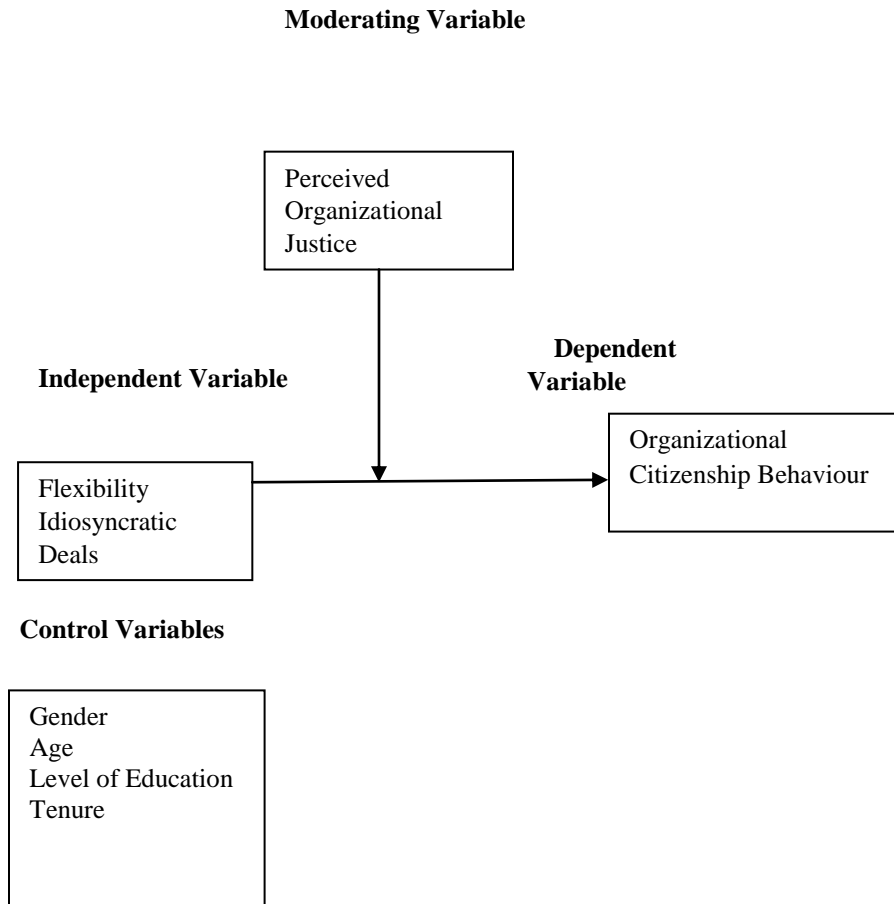 Moderating Variable
Perceived
Organizational
Justice
Independent Variable
Dependent
Variable
Flexibility
Idiosyncratic
Deals
Organizational
Citizenship Behaviour
Control Variables
Gender
Age
Level of Education
Tenure